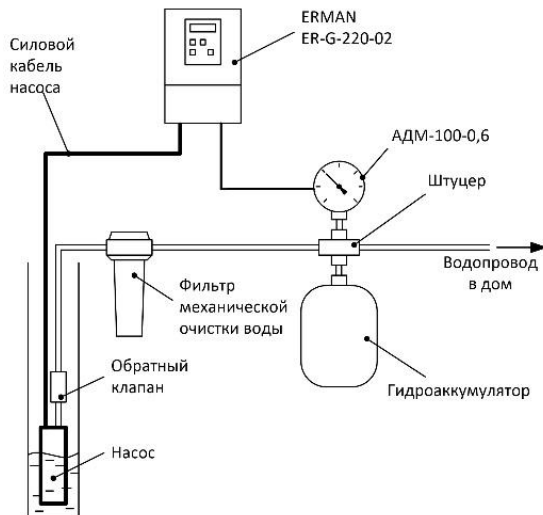 Силовой
кабель
насоса
ERMAN
ER-G-220-02
АДМ-100-0,6
Штуцер
Водопровод
в дом
Фильтр
механической
очистки воды
Обратный
клапан
Гидроаккумулятор
Насос